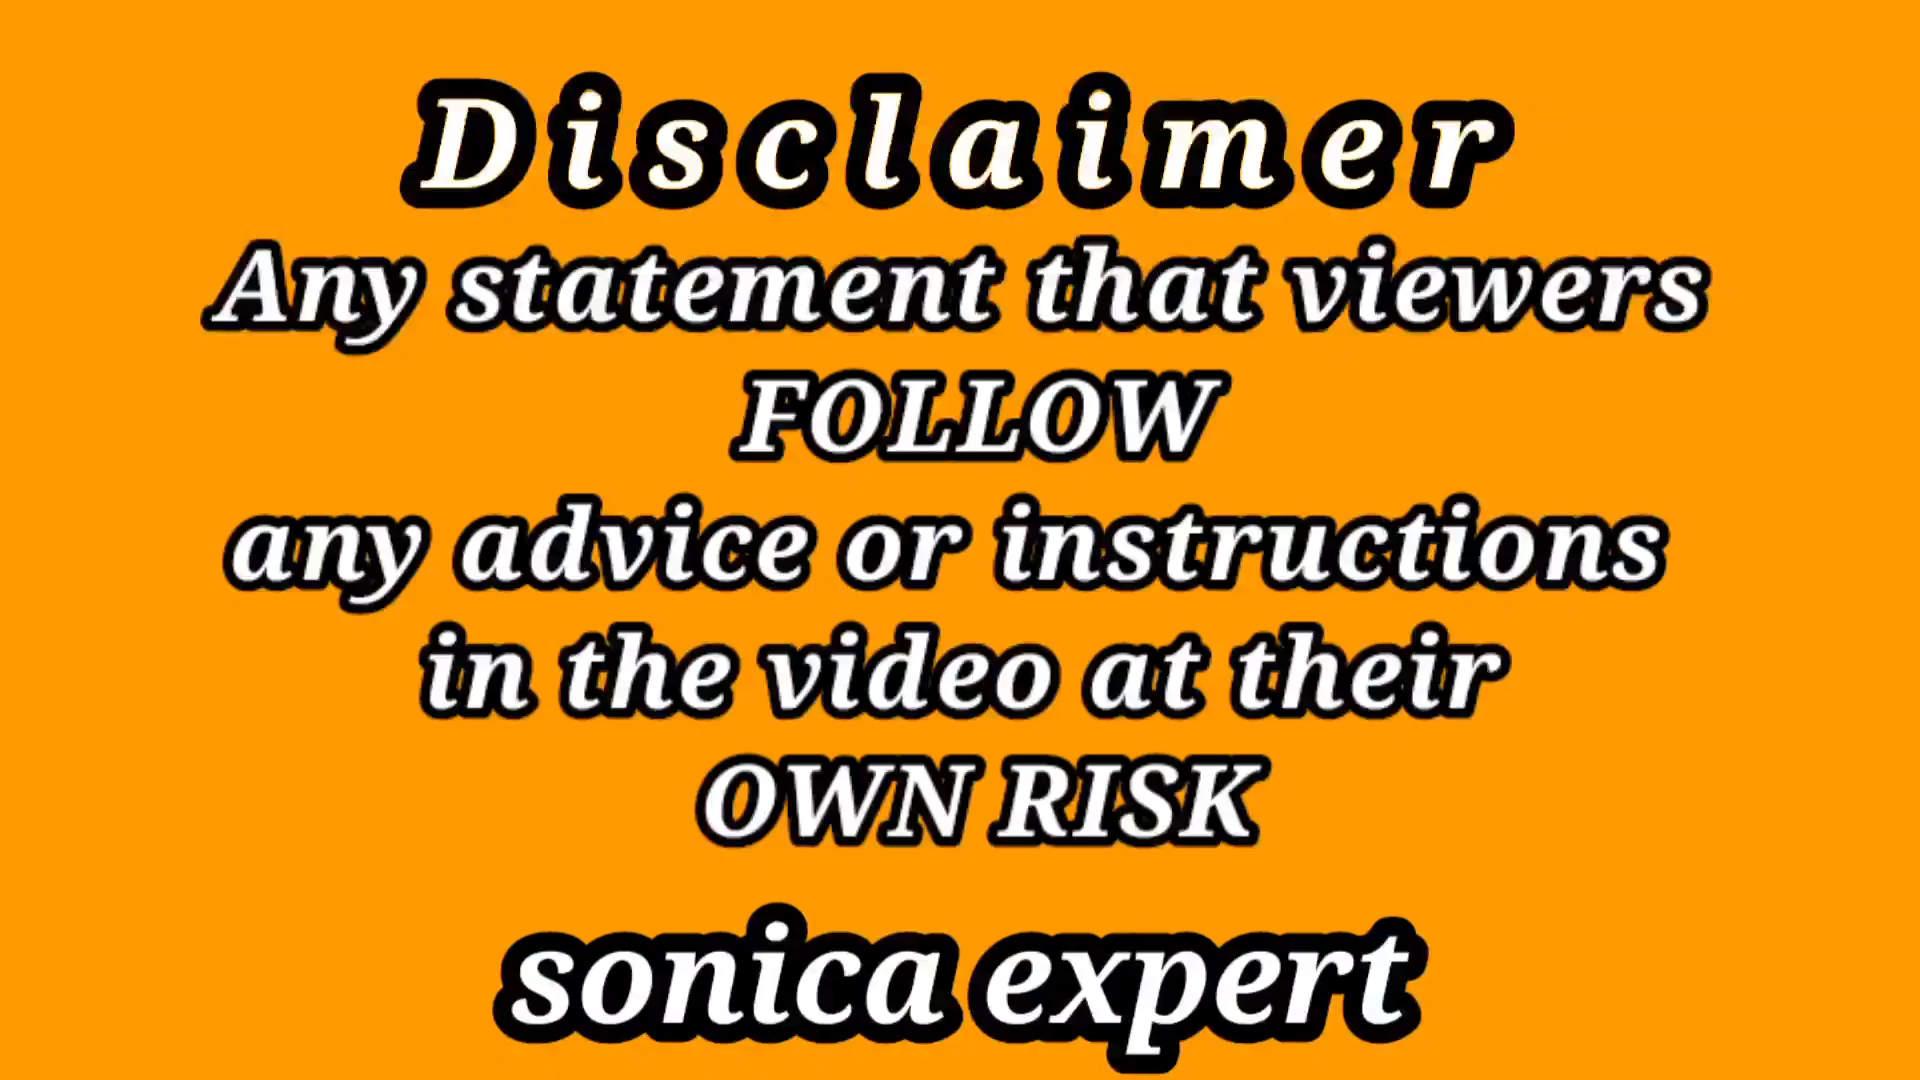 Disclaimer
Any statement that viewers
FOLLOW
any advice or instructions
in the video at their
OWN RISK
sonica expert